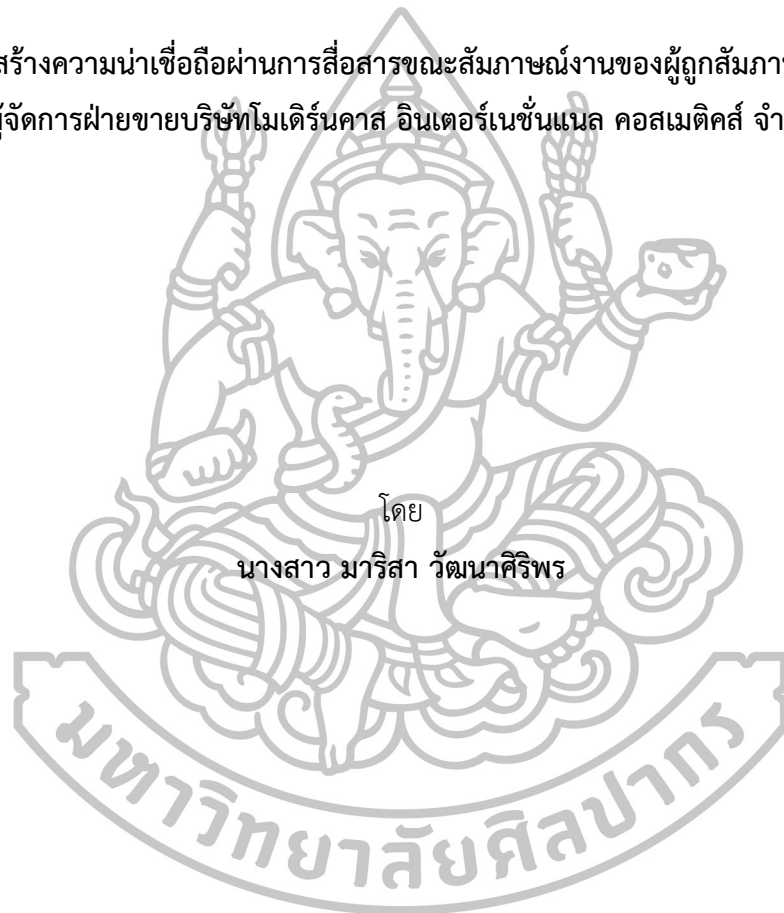 สร้างความน่าเชื่อถือผ่านการสื่อสารขณะสัมภาษณ์งานของผู้ถูกสัมภา
ผู้จัดการฝ่ายขายบริษัทโมเดิร์นคาส อินเตอร์เนชั่นแนล คอสเมติคส์ จำ
โดย
นางสาว มาริสา วัฒนาศิริพร
มหาวิทยาลัยศิลปากร